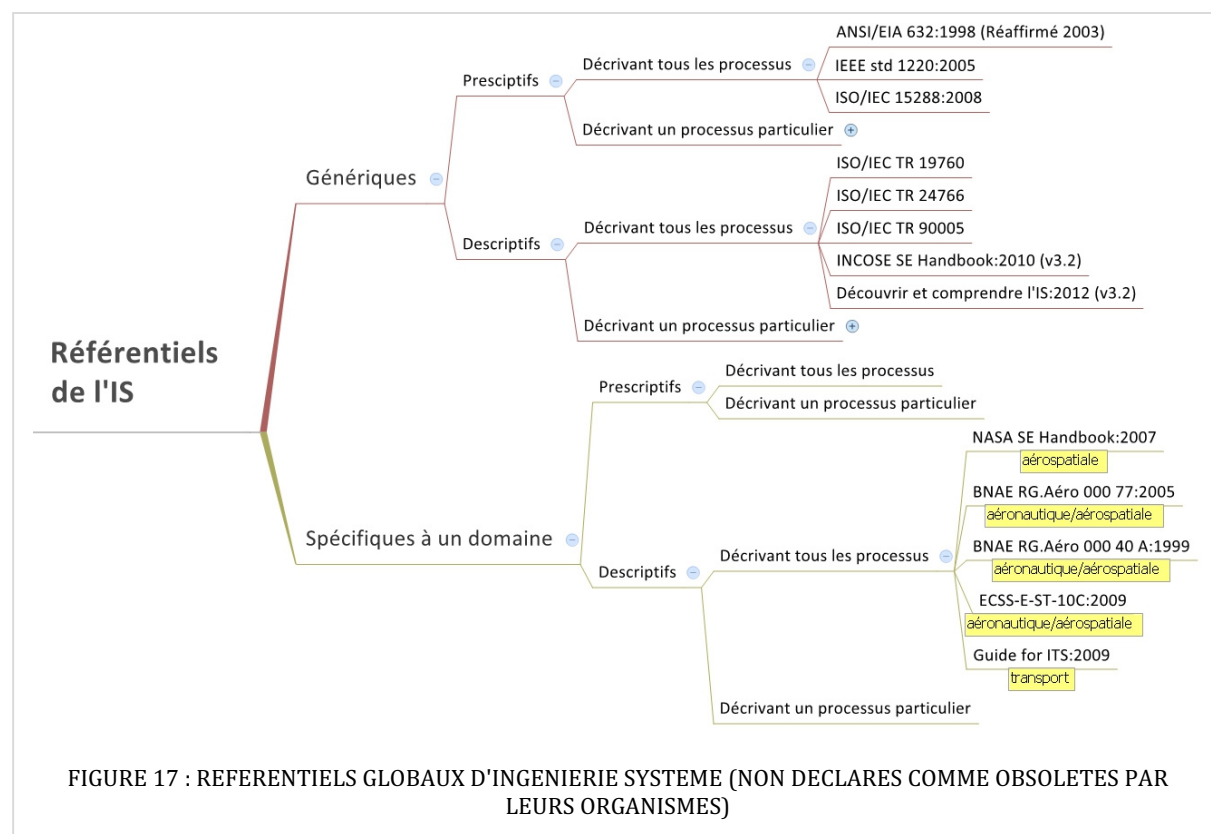 Référentiels
de l'IS
Génériques
Presciptifs
Décrivant tous les processus
ANSI/EIA 632:1998 (Réaffirmé 2003)
IEEE std 1220:2005
ISO/IEC 15288:2008
Décrivant un processus particulier
Descriptifs
Décrivant tous les processus
ISO/IEC TR 19760
ISO/IEC TR 24766
ISO/IEC TR 90005
INCOSE SE Handbook:2010 (v3.2)
Découvrir et comprendre l'IS:2012 (v3.2)
Décrivant un processus particulier
Spécifiques à un domaine
Prescriptifs
Décrivant tous les processus
Décrivant un processus particulier
Descriptifs
Décrivant tous les processus
NASA SE Handbook:2007
aérospatiale
BNAE RG.Aéro 000 77:2005
aéronautique/aérospatiale
BNAE RG.Aéro 000 40 A:1999
aéronautique/aérospatiale
ECSS-E-ST-10C:2009
aéronautique/aérospatiale
Guide for ITS:2009
transport
Décrivant un processus particulier
FIGURE 17 : REFERENTIELS GLOBAUX D'INGENIERIE SYSTEME (NON DECLARES COMME OBSOLETES PAR
LEURS ORGANISMES)